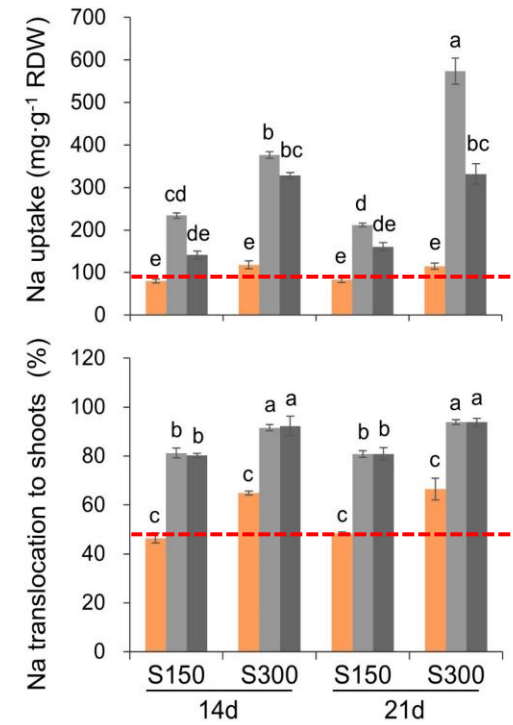 Na uptake (mg·g⁻¹ RDW)
700
600
500
400
300
200
100
0
e cd de e b bc e d de e a bc
Na translocation to shoots (%)
120
100
80
60
40
20
0
c b b c a a c b b c a a
S150 S300 S150 S300
14d 21d